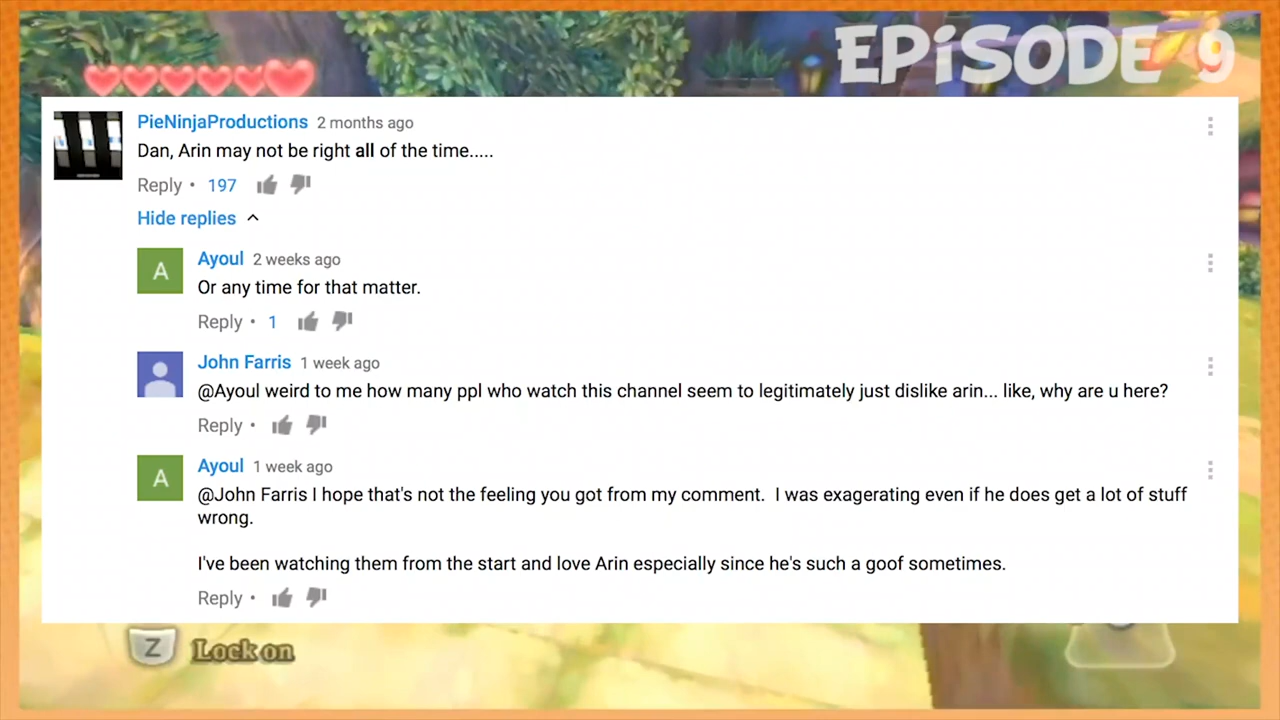 EPiSODE 9
PieNinjaProductions 2 months ago
Dan, Arin may not be right all of the time.....
Reply • 197
Hide replies
A
Ayoul 2 weeks ago
Or any time for that matter.
Reply • 1
John Farris 1 week ago
@Ayoul weird to me how many ppl who watch this channel seem to legitimately just dislike arin... like, why are u here?
Reply •
A
Ayoul 1 week ago
@John Farris I hope that's not the feeling you got from my comment.  I was exagerating even if he does get a lot of stuff
wrong.
I've been watching them from the start and love Arin especially since he's such a goof sometimes.
Reply •
Z Lock on